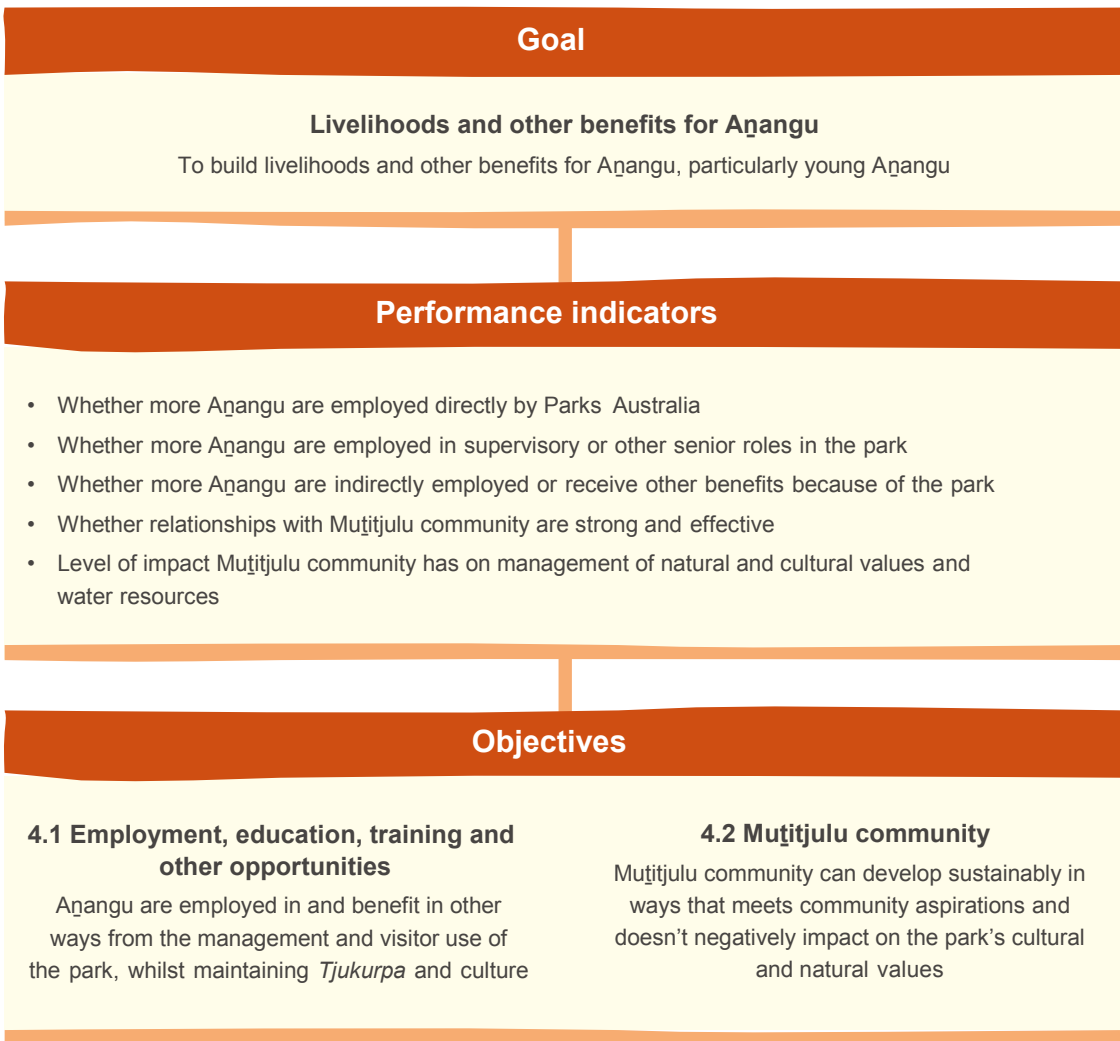 Goal
Livelihoods and other benefits for Aṉangu
To build livelihoods and other benefits for Aṉangu, particularly young Aṉangu
Performance indicators
• Whether more Aṉangu are employed directly by Parks Australia
• Whether more Aṉangu are employed in supervisory or other senior roles in the park
• Whether more Aṉangu are indirectly employed or receive other benefits because of the park
• Whether relationships with Muṯitjulu community are strong and effective
• Level of impact Muṯitjulu community has on management of natural and cultural values and
water resources
Objectives
4.1 Employment, education, training and
other opportunities
Aṉangu are employed in and benefit in other
ways from the management and visitor use of
the park, whilst maintaining Tjukurpa and culture
4.2 Muṯitjulu community
Muṯitjulu community can develop sustainably in
ways that meets community aspirations and
doesn’t negatively impact on the park’s cultural
and natural values